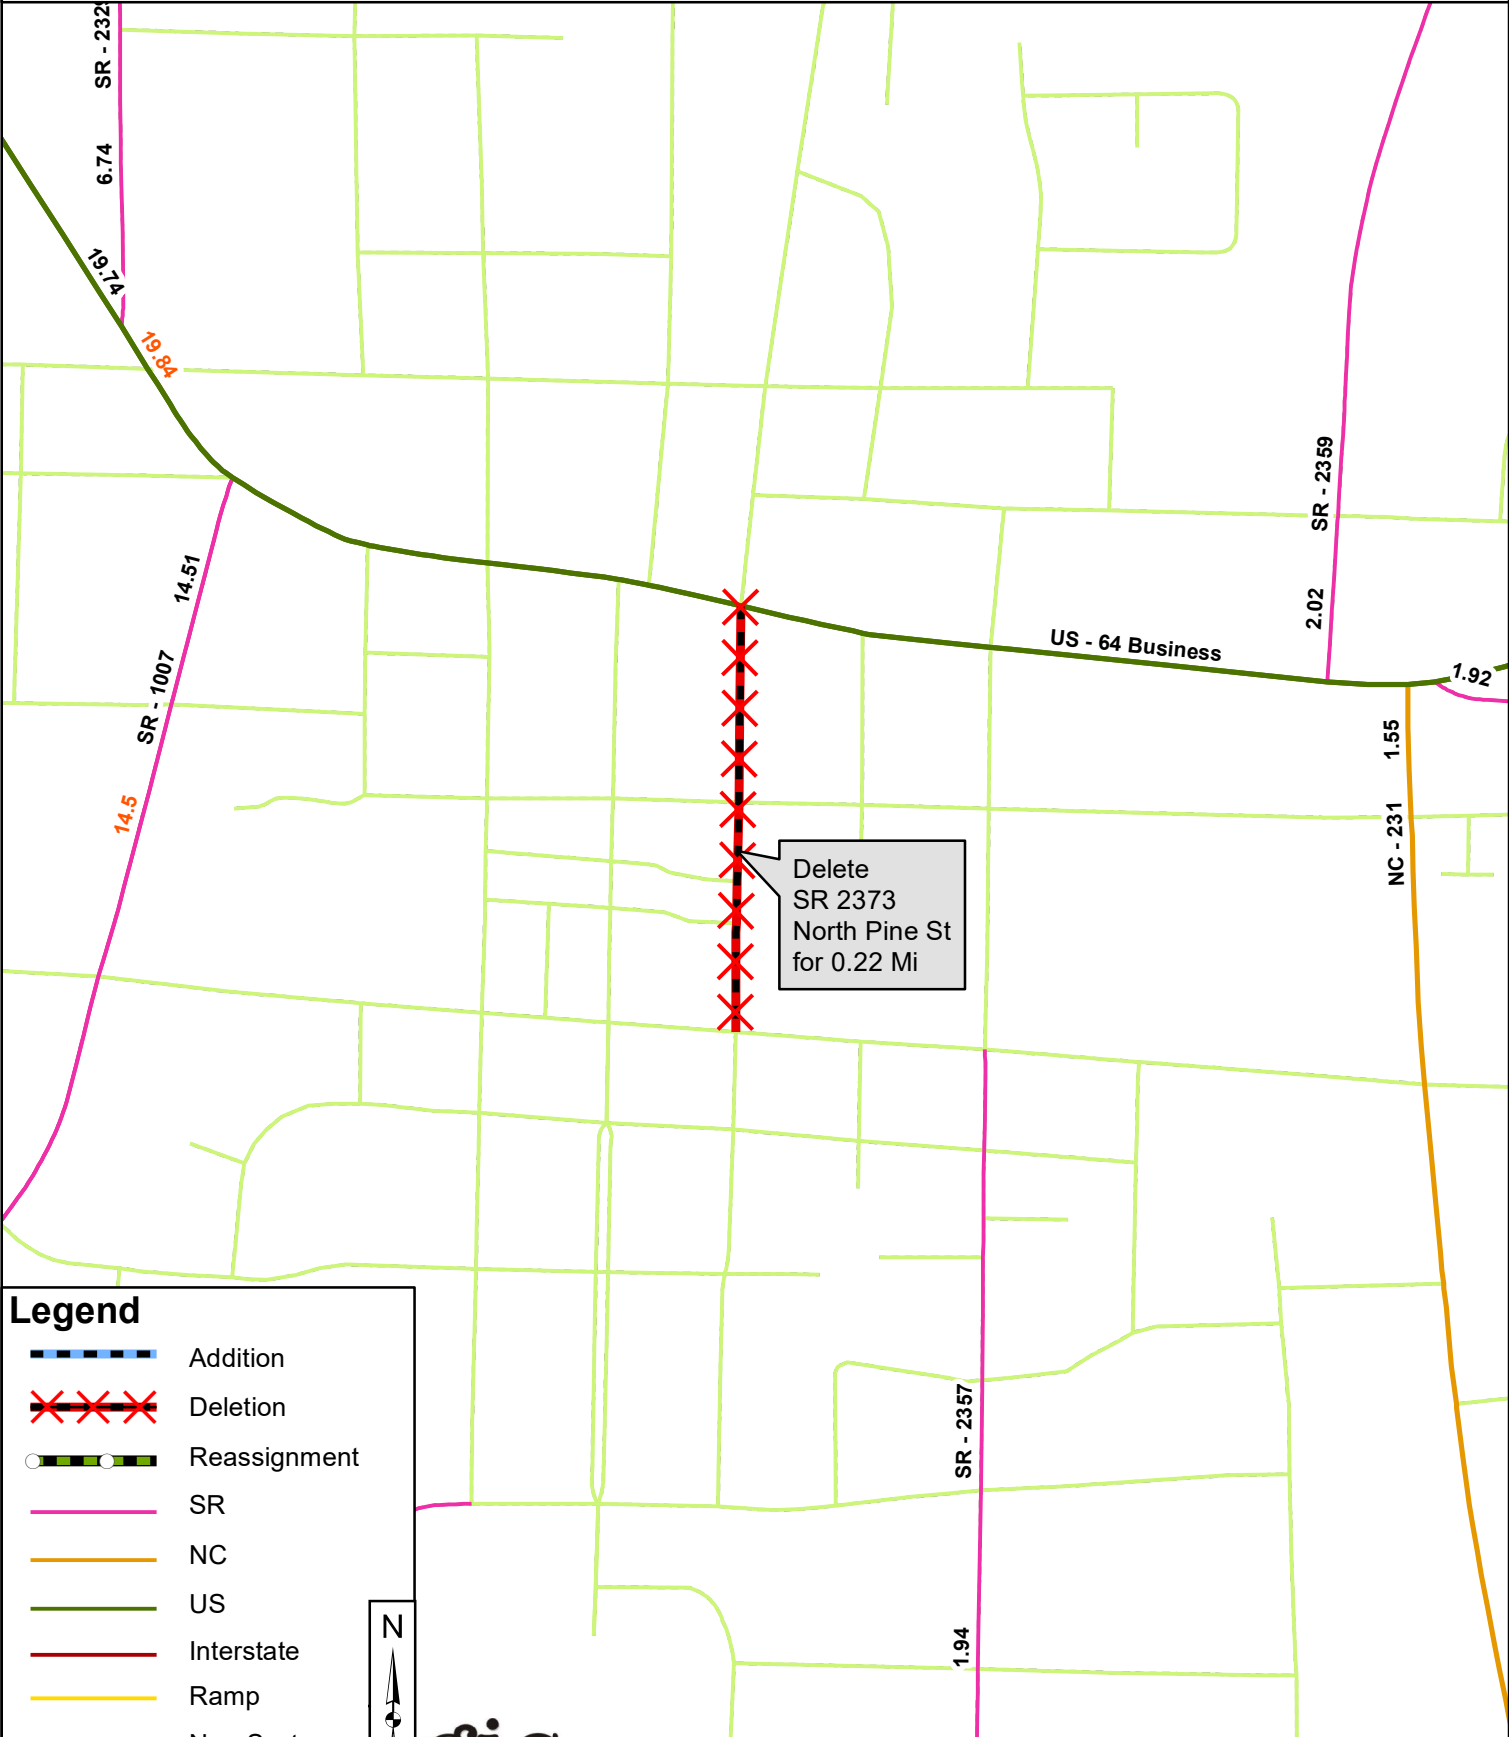 SR - 2329
6.74
19.74
19.84
SR - 2359
2.02
14.51
SR - 1007
14.5
US - 64 Business
1.92
1.55
NC - 231
Delete
SR 2373
North Pine St
for 0.22 Mi
SR - 2357
1.94
Legend
Addition
Deletion
Reassignment
SR
NC
US
Interstate
Ramp
N